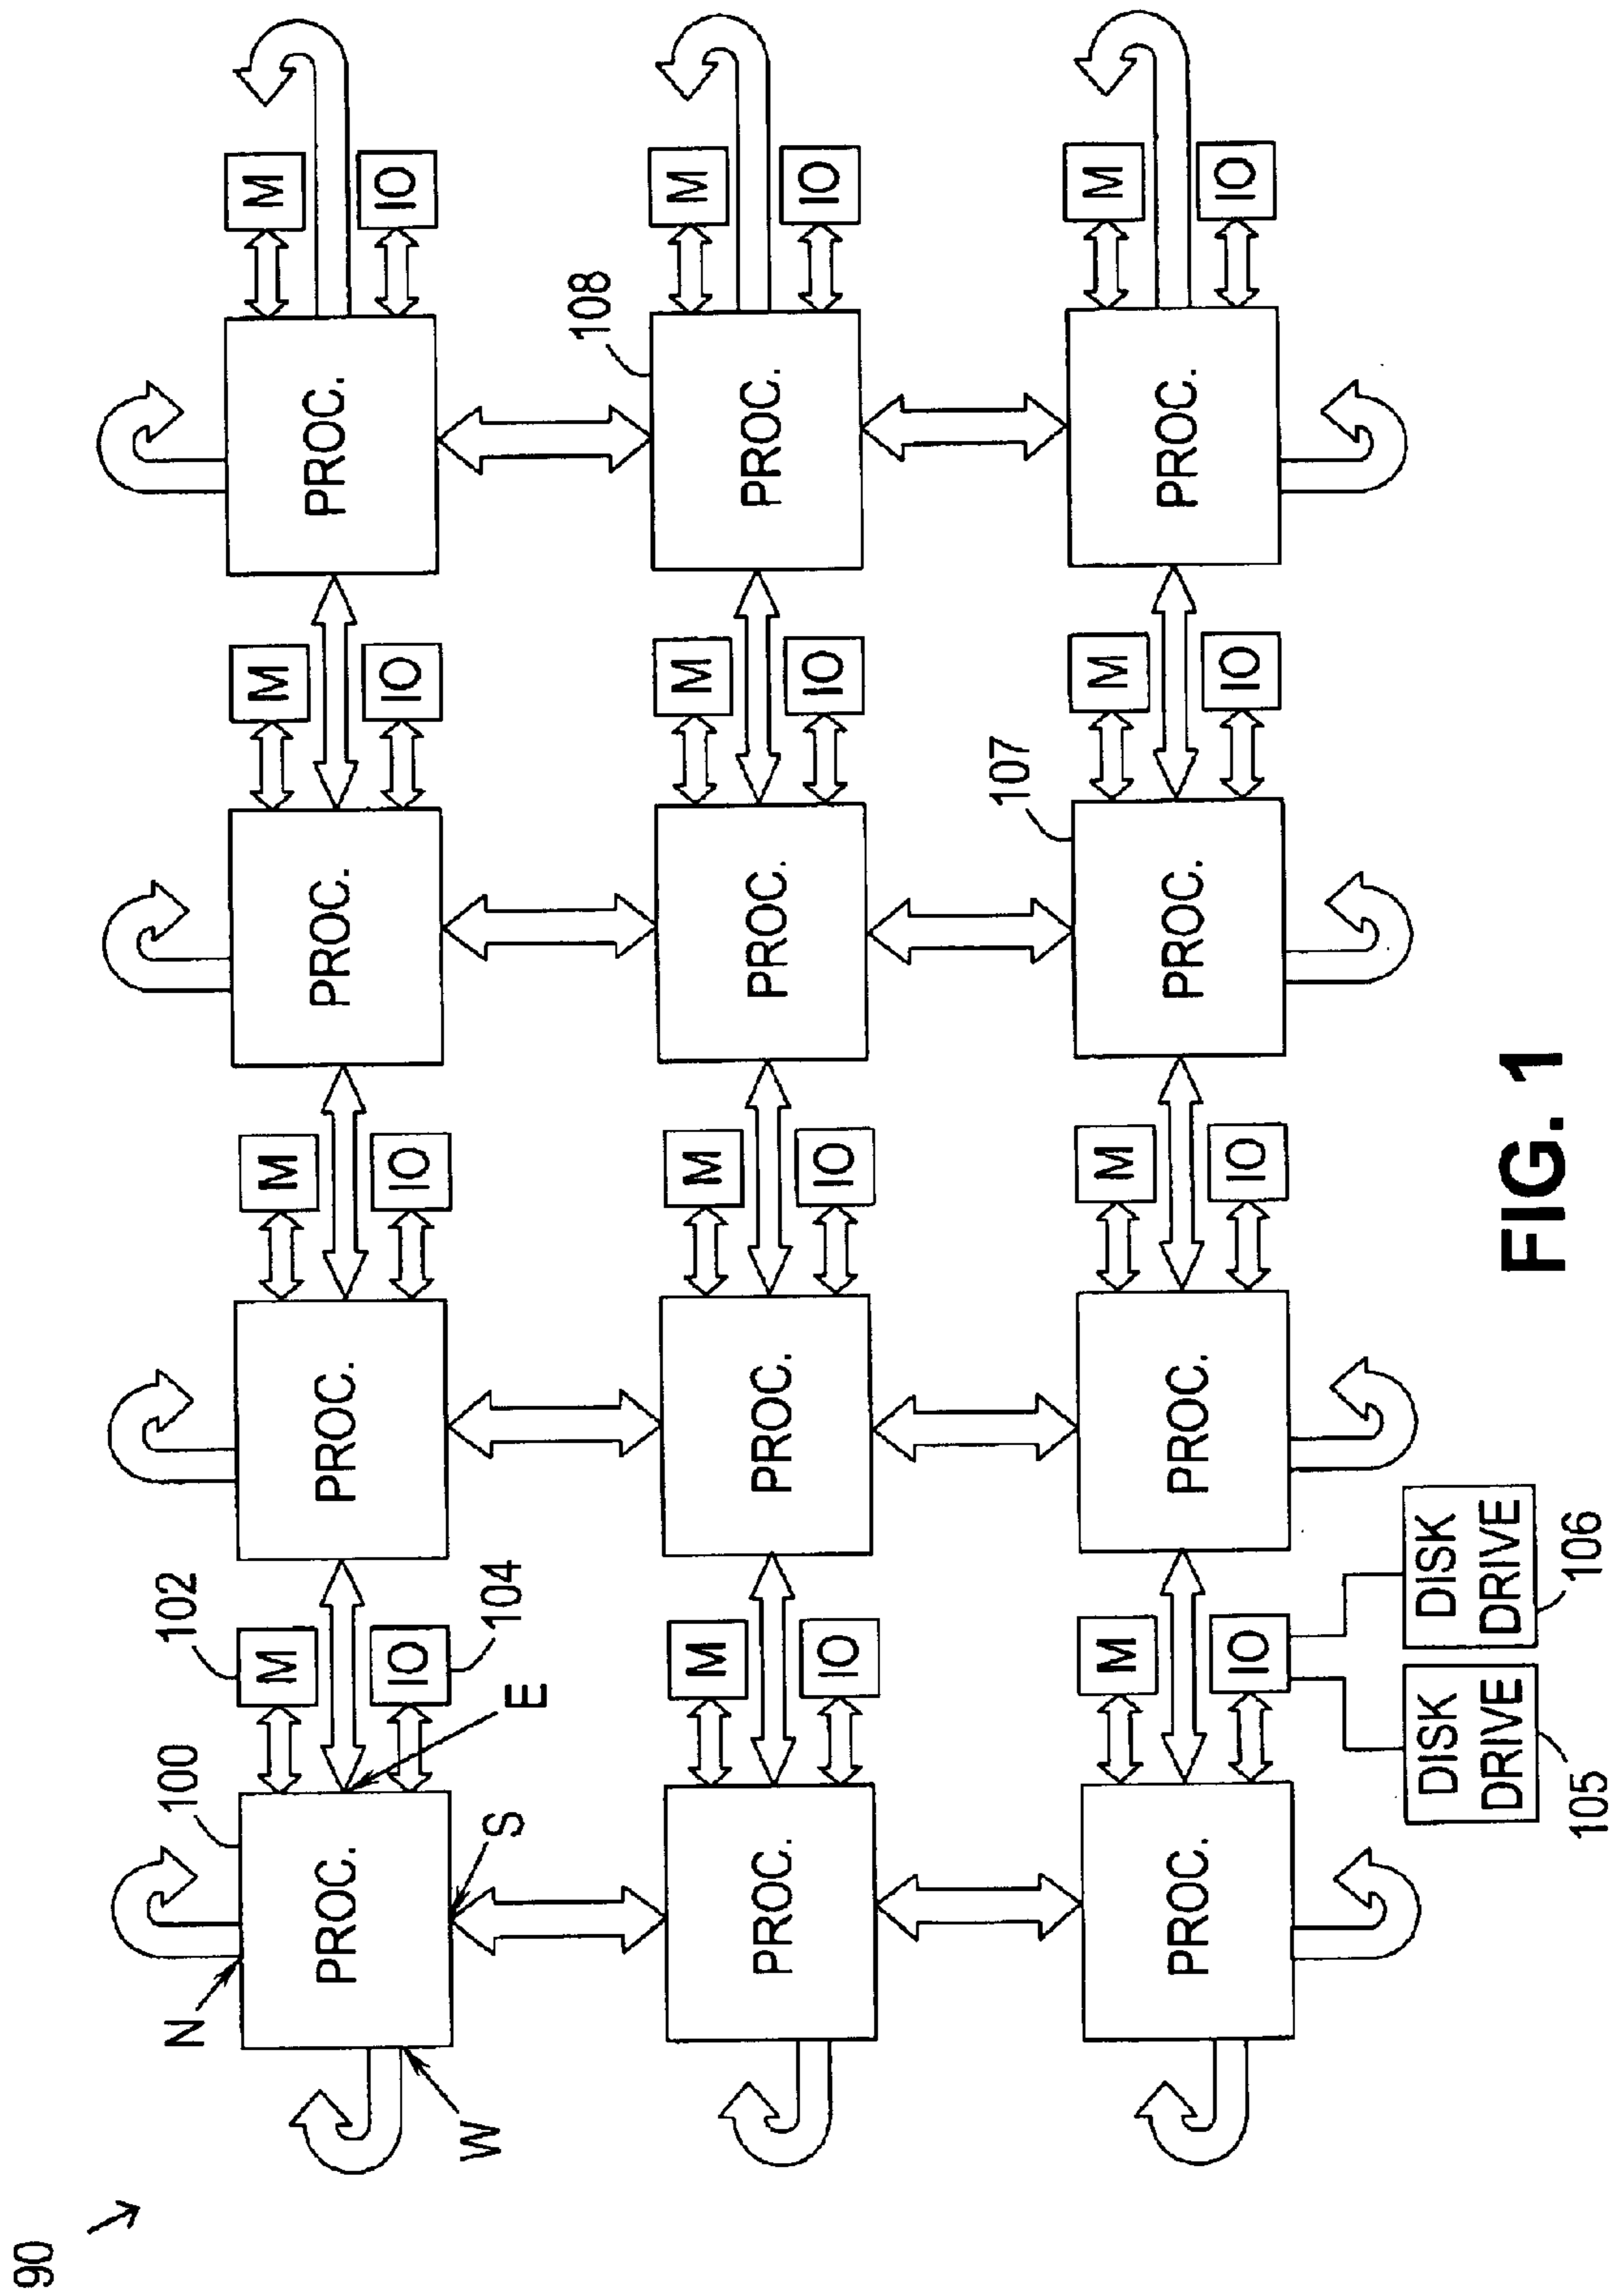 90
N 100 102
M M M M
PROC. PROC. PROC. PROC.
IO IO IO IO
W S E 104
108
M M M M
PROC. PROC. PROC. PROC.
IO IO IO IO
107
M M M M
PROC. PROC. PROC. PROC.
IO IO IO IO
DISK DRIVE
DISK DRIVE
105 106
FIG. 1